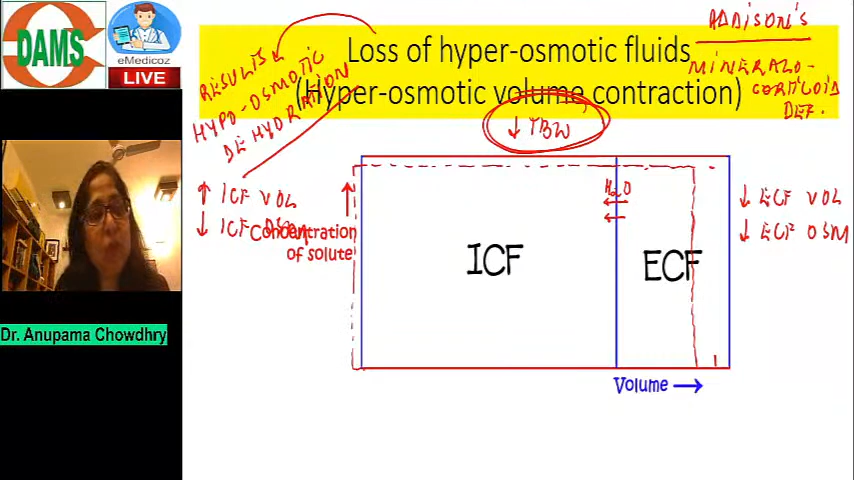 DAMS
eMedicoz
LIVE
Dr. Anupama Chowdhry
Loss of hyper-osmotic fluids
(Hyper-osmotic volume contraction)
RESULTS
HYPO-OSMOTIC
DEHYDRATION
ADDISON'S
MINERALO-
CORTICOID
DEF.
↓ TBW
↑ ICF VOL
↓ ICF OSM
Concentration
of solute
H2O
ICF
ECF
↓ ECF VOL
↓ ECF OSM
Volume →